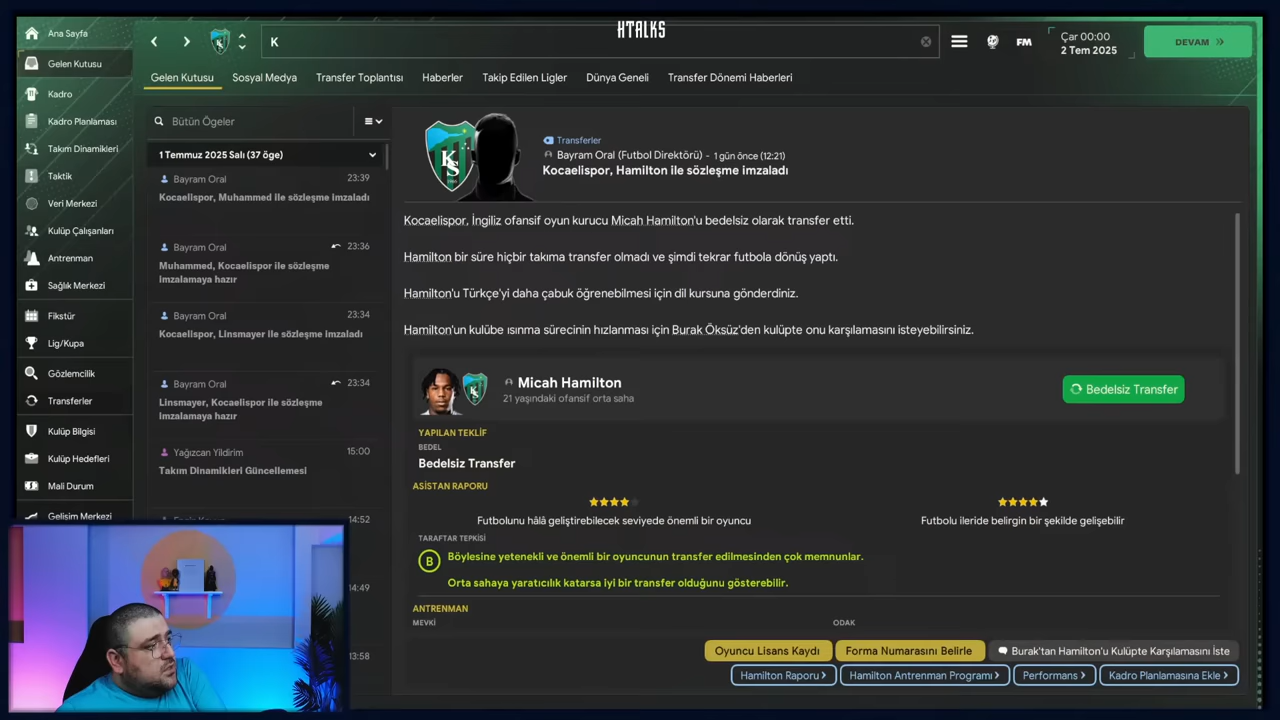 HTALKS
Ana Sayfa
K
FM
Çar 00:00
2 Tem 2025
DEVAM
Gelen Kutusu
Kadro
Kadro Planlaması
Takım Dinamikleri
Taktik
Veri Merkezi
Kulüp Çalışanları
Antrenman
Sağlık Merkezi
Fikstür
Lig/Kupa
Gözlemcilik
Transferler
Kulüp Bilgisi
Kulüp Hedefleri
Mali Durum
Gelişim Merkezi
Gelen Kutusu
Sosyal Medya
Transfer Toplantısı
Haberler
Takip Edilen Ligler
Dünya Geneli
Transfer Dönemi Haberleri
Bütün Ögeler
1 Temmuz 2025 Salı (37 öge)
Bayram Oral 23:39
Kocaelispor, Muhammed ile sözleşme imzaladı
Bayram Oral 23:36
Muhammed, Kocaelispor ile sözleşme
imzalamaya hazır
Bayram Oral 23:34
Kocaelispor, Linsmayer ile sözleşme imzaladı
Bayram Oral 23:34
Linsmayer, Kocaelispor ile sözleşme
imzalamaya hazır
Yağızcan Yildirim 15:00
Takım Dinamikleri Güncellemesi
14:52
14:49
13:58
Transferler
Bayram Oral (Futbol Direktörü) - 1 gün önce (12:21)
Kocaelispor, Hamilton ile sözleşme imzaladı
Kocaelispor, İngiliz ofansif oyun kurucu Micah Hamilton'u bedelsiz olarak transfer etti.
Hamilton bir süre hiçbir takıma transfer olmadı ve şimdi tekrar futbola dönüş yaptı.
Hamilton'u Türkçe'yi daha çabuk öğrenebilmesi için dil kursuna gönderdiniz.
Hamilton'un kulübe ısınma sürecinin hızlanması için Burak Öksüz'den kulüpte onu karşılamasını isteyebilirsiniz.
Micah Hamilton
21 yaşındaki ofansif orta saha
Bedelsiz Transfer
YAPILAN TEKLİF
BEDEL
Bedelsiz Transfer
ASİSTAN RAPORU
Futbolunu hâlâ geliştirebilecek seviyede önemli bir oyuncu
Futbolu ileride belirgin bir şekilde gelişebilir
TARAFTAR TEPKİSİ
B
Böylesine yetenekli ve önemli bir oyuncunun transfer edilmesinden çok memnunlar.
Orta sahaya yaratıcılık katarsa iyi bir transfer olduğunu gösterebilir.
ANTRENMAN
MEVKİ
ODAK
Oyuncu Lisans Kaydı
Forma Numarasını Belirle
Burak'tan Hamilton'u Kulüpte Karşılamasını İste
Hamilton Raporu
Hamilton Antrenman Programı
Performans
Kadro Planlamasına Ekle